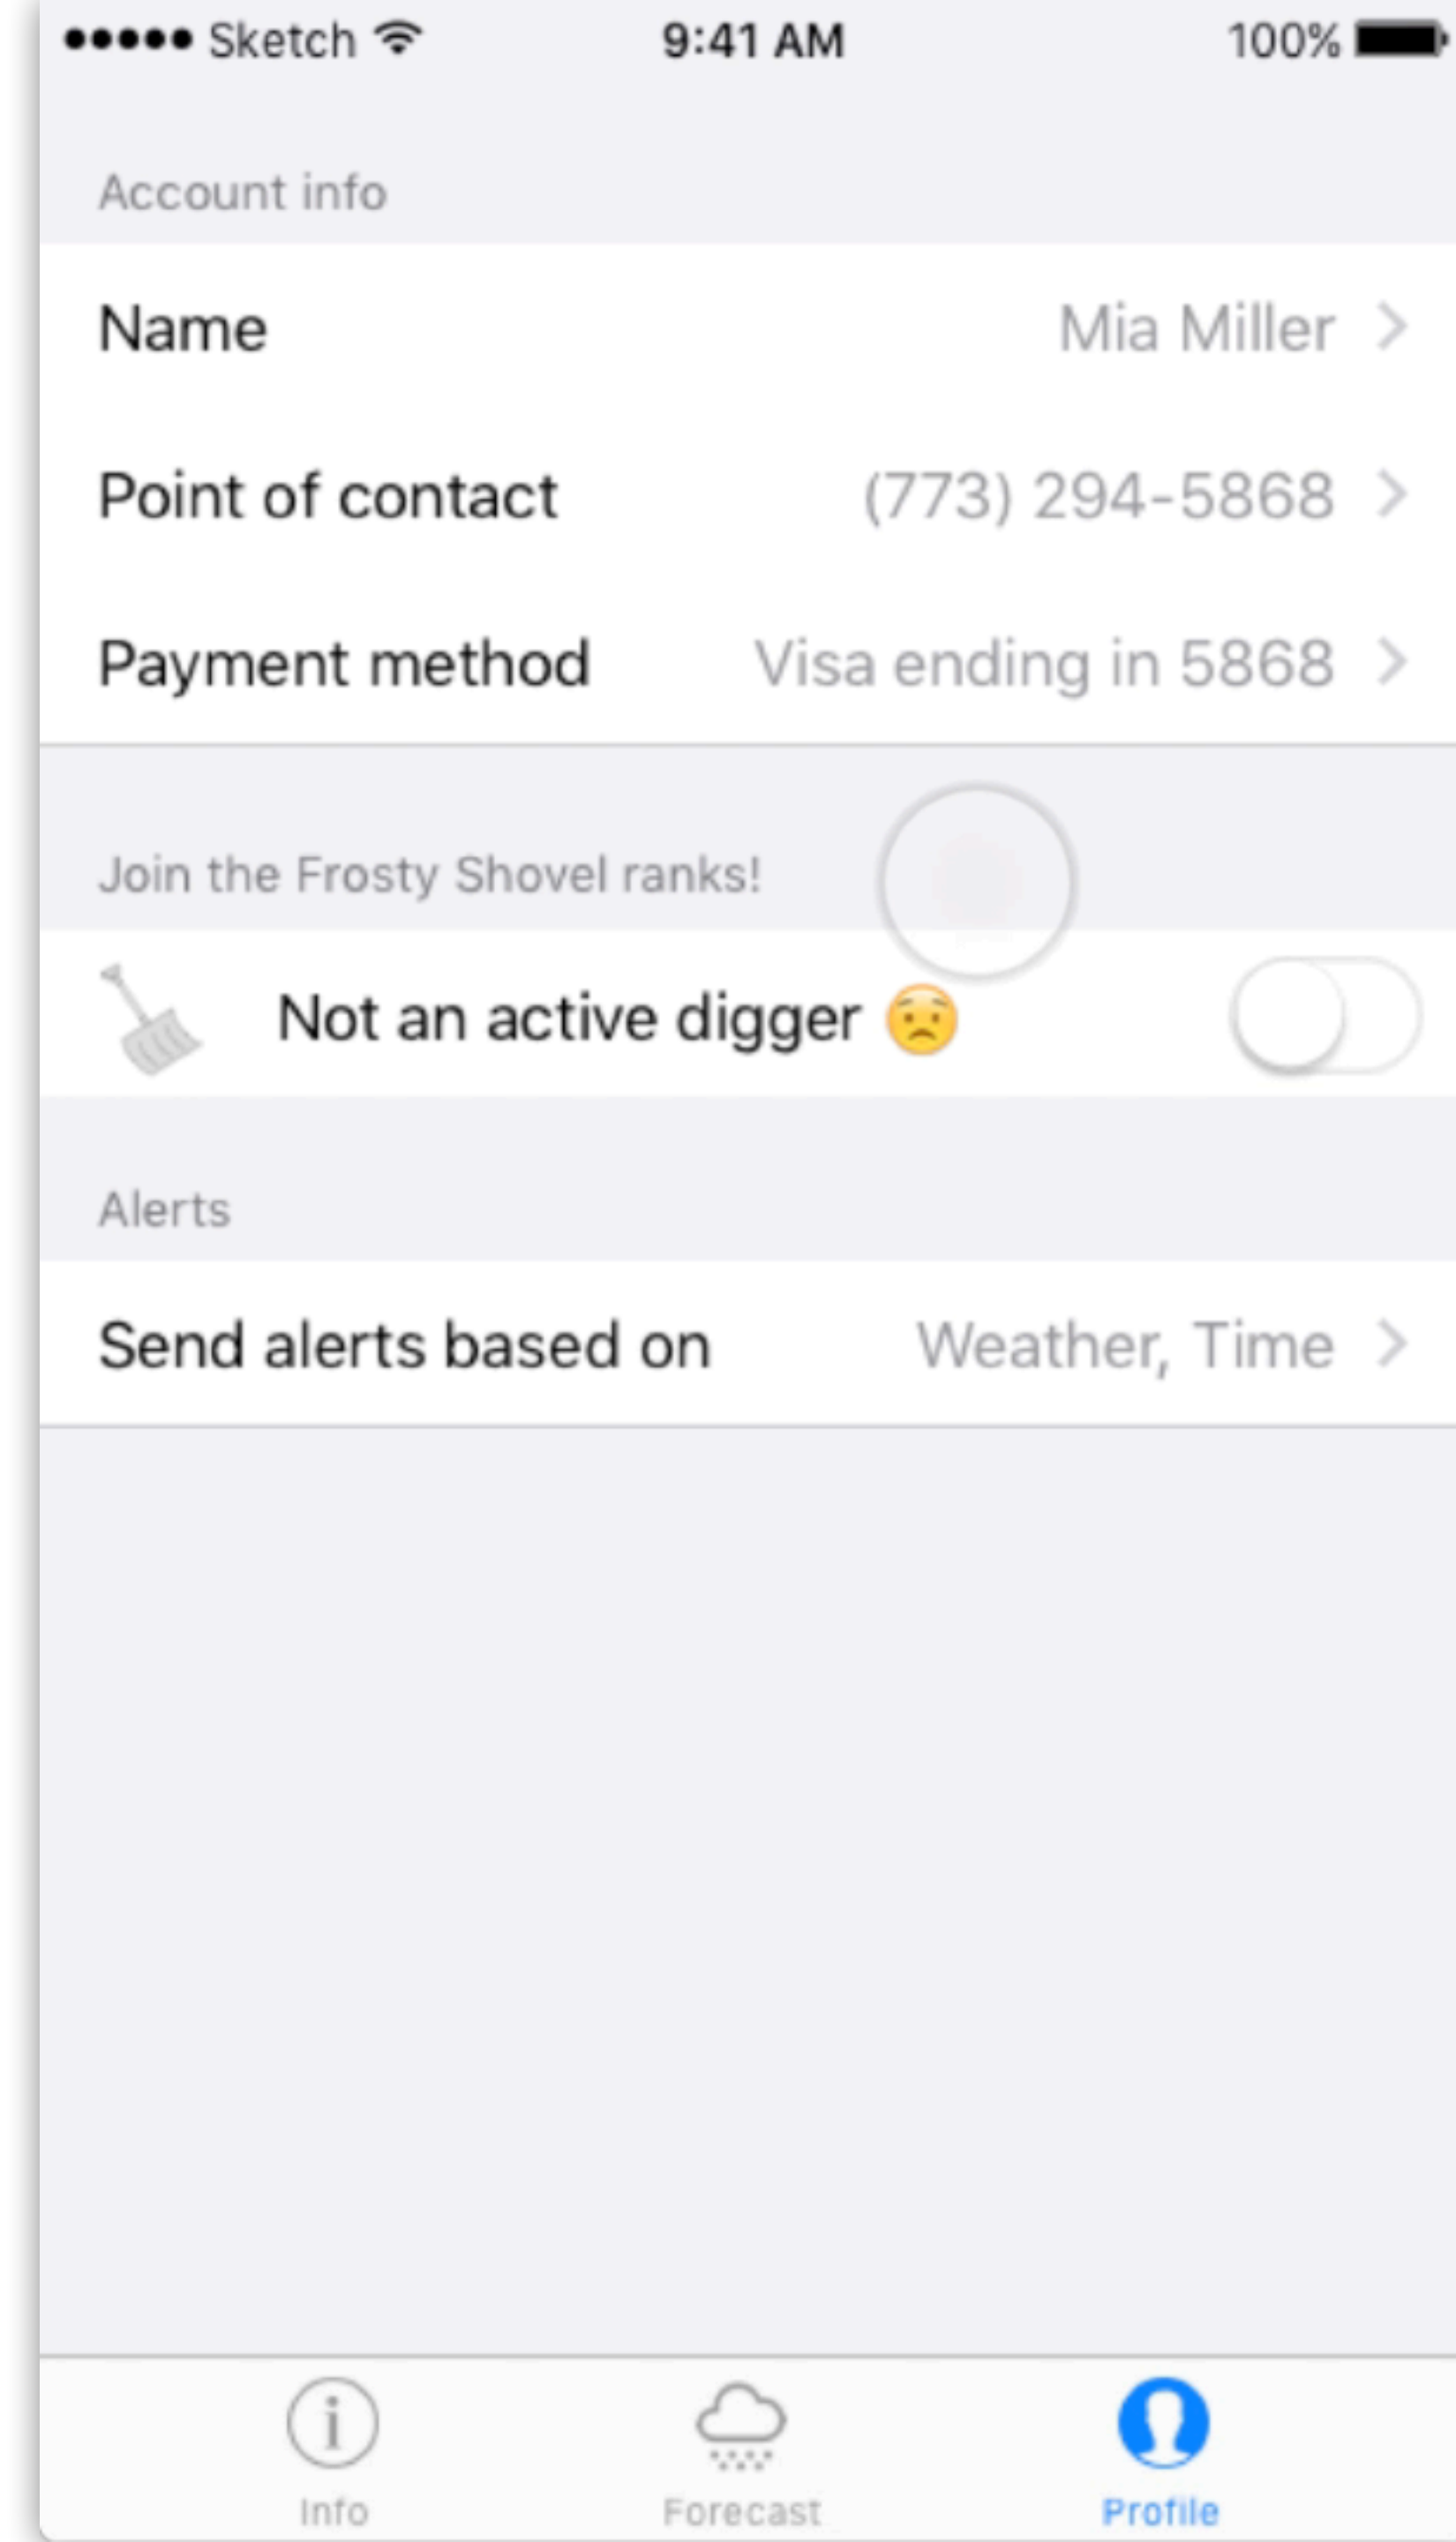 ●●●●● Sketch 9:41 AM 100%
Account info
Name Mia Miller >
Point of contact (773) 294-5868 >
Payment method Visa ending in 5868 >
Join the Frosty Shovel ranks!
Not an active digger 😟
Alerts
Send alerts based on Weather, Time >
Info Forecast Profile